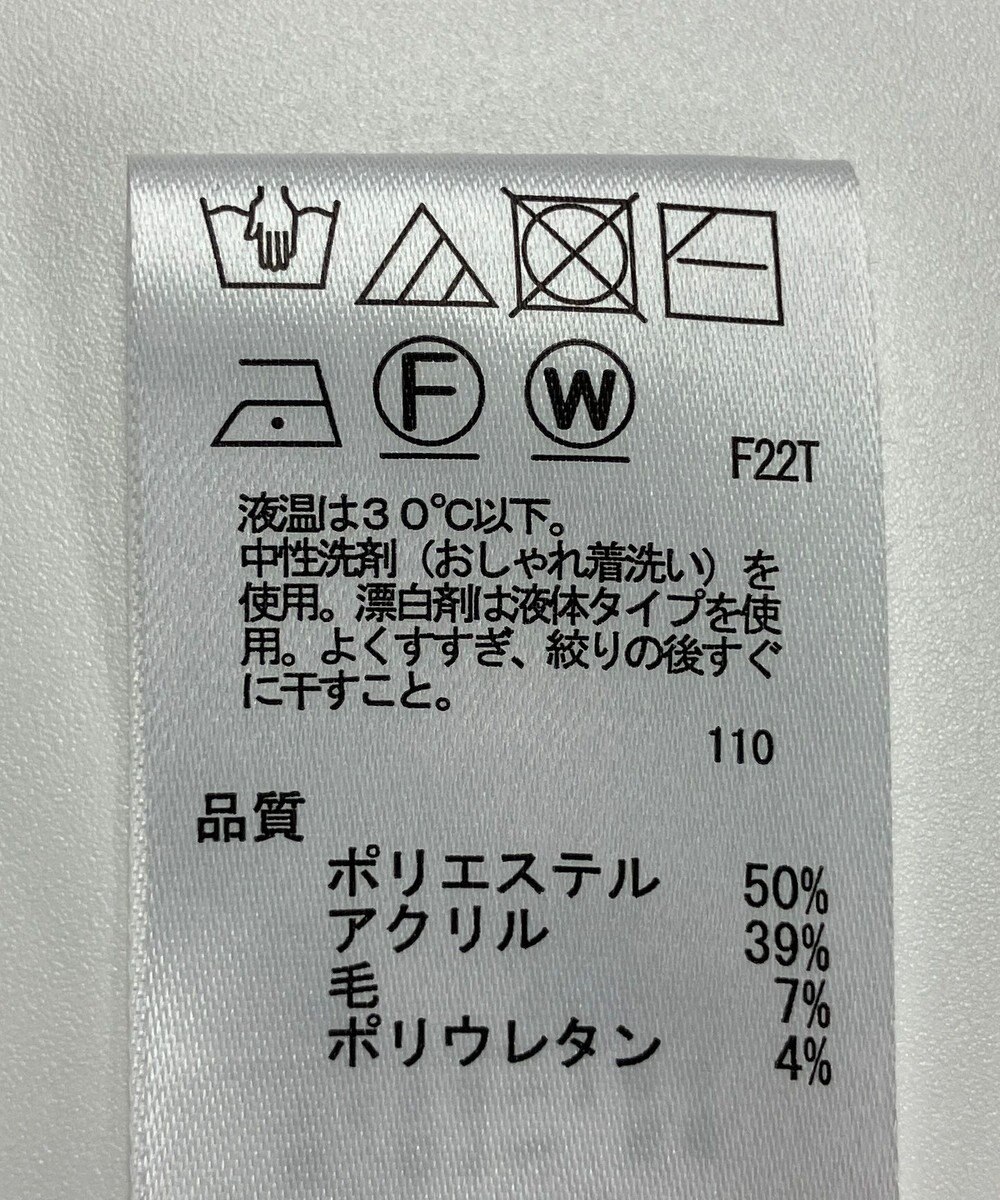 F
W
F22T
液温は30℃以下。
中性洗剤（おしゃれ着洗い）を
使用。漂白剤は液体タイプを使
用。よくすすぎ、絞りの後すぐ
に干すこと。
110
品質
ポリエステル 50%
アクリル 39%
毛 7%
ポリウレタン 4%